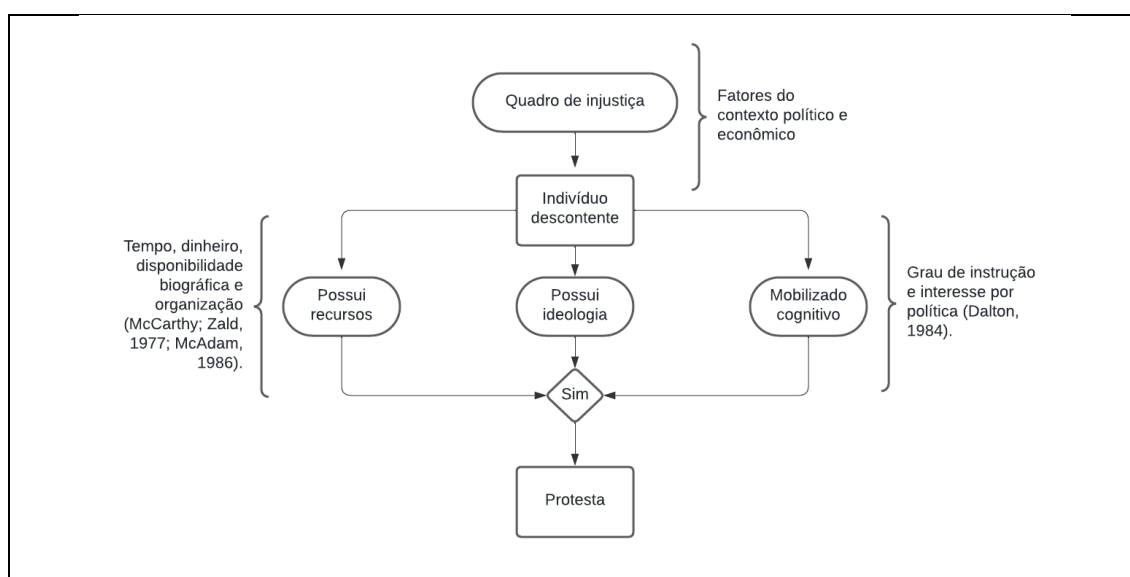 Quadro de injustiça
Fatores do
contexto político e
econômico
Indivíduo
descontente
Tempo, dinheiro,
disponibilidade
biográfica e
organização
(McCarthy; Zald,
1977; McAdam,
1986).
Possui
recursos
Possui
ideologia
Mobilizado
cognitivo
Grau de instrução
e interesse por
política (Dalton,
1984).
Sim
Protesta